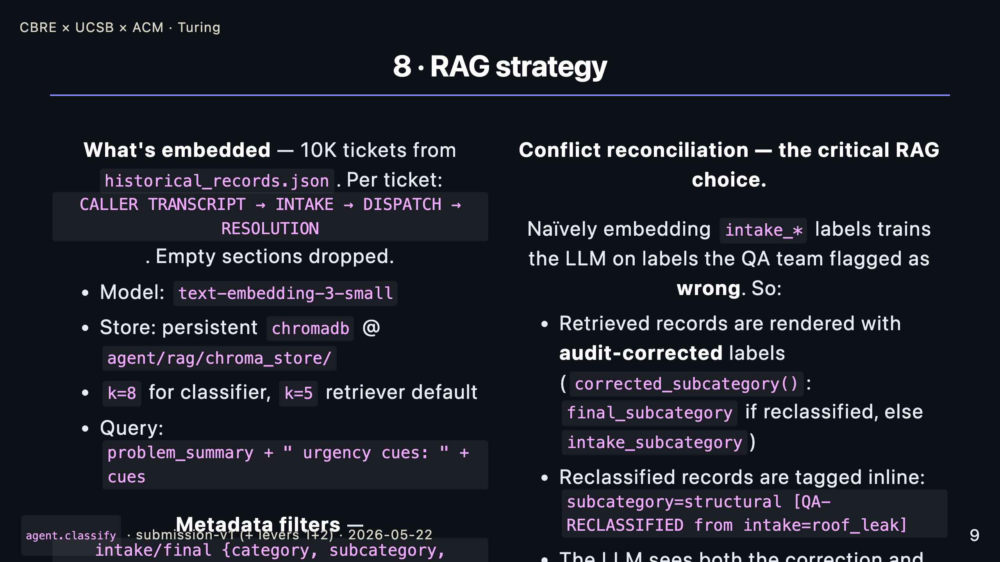 CBRE × UCSB × ACM · Turing
8 · RAG strategy
What's embedded — 10K tickets from
historical_records.json . Per ticket:
CALLER TRANSCRIPT → INTAKE → DISPATCH →
RESOLUTION
. Empty sections dropped.
• Model: text-embedding-3-small
• Store: persistent chromadb @
agent/rag/chroma_store/
• k=8 for classifier, k=5 retriever default
• Query:
problem_summary + " urgency cues: " +
cues
Metadata filters —
intake/final {category, subcategory,
Conflict reconciliation — the critical RAG
choice.
Naïvely embedding intake_* labels trains
the LLM on labels the QA team flagged as
wrong. So:
• Retrieved records are rendered with
audit-corrected labels
( corrected_subcategory() :
final_subcategory if reclassified, else
intake_subcategory )
• Reclassified records are tagged inline:
subcategory=structural [QA-
RECLASSIFIED from intake=roof_leak]
• The LLM sees both the correction and
agent.classify · submission-v1 (+ levers 1+2) · 2026-05-22
9